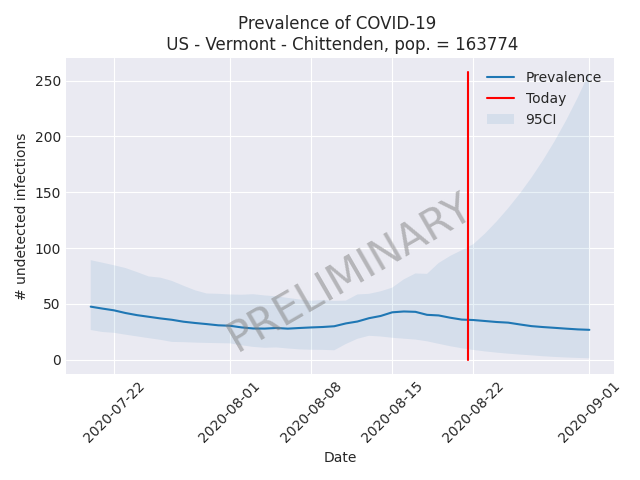 Prevalence of COVID-19
US - Vermont - Chittenden, pop. = 163774
Prevalence
Today
95CI
250
200
150
100
50
0
# undetected infections
PRELIMINARY
2020-07-22
2020-08-01
2020-08-08
2020-08-15
2020-08-22
2020-09-01
Date